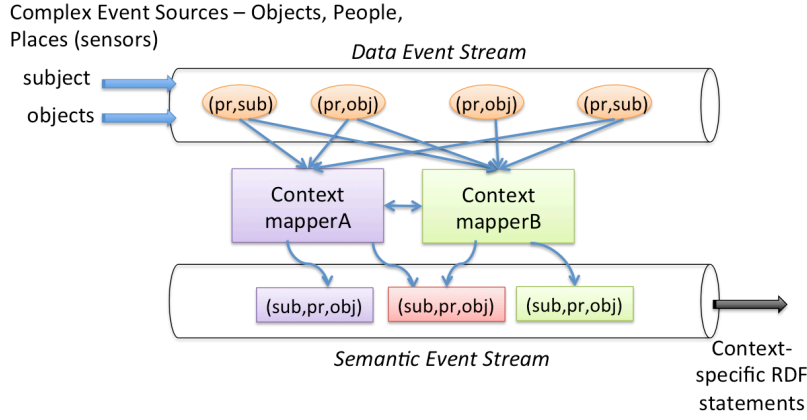 Complex Event Sources – Objects, People,
Places (sensors)
Data Event Stream
subject
objects
(pr,sub)
(pr,obj)
(pr,obj)
(pr,sub)
Context
mapperA
Context
mapperB
(sub,pr,obj)
(sub,pr,obj)
(sub,pr,obj)
Semantic Event Stream
Context-
specific RDF
statements